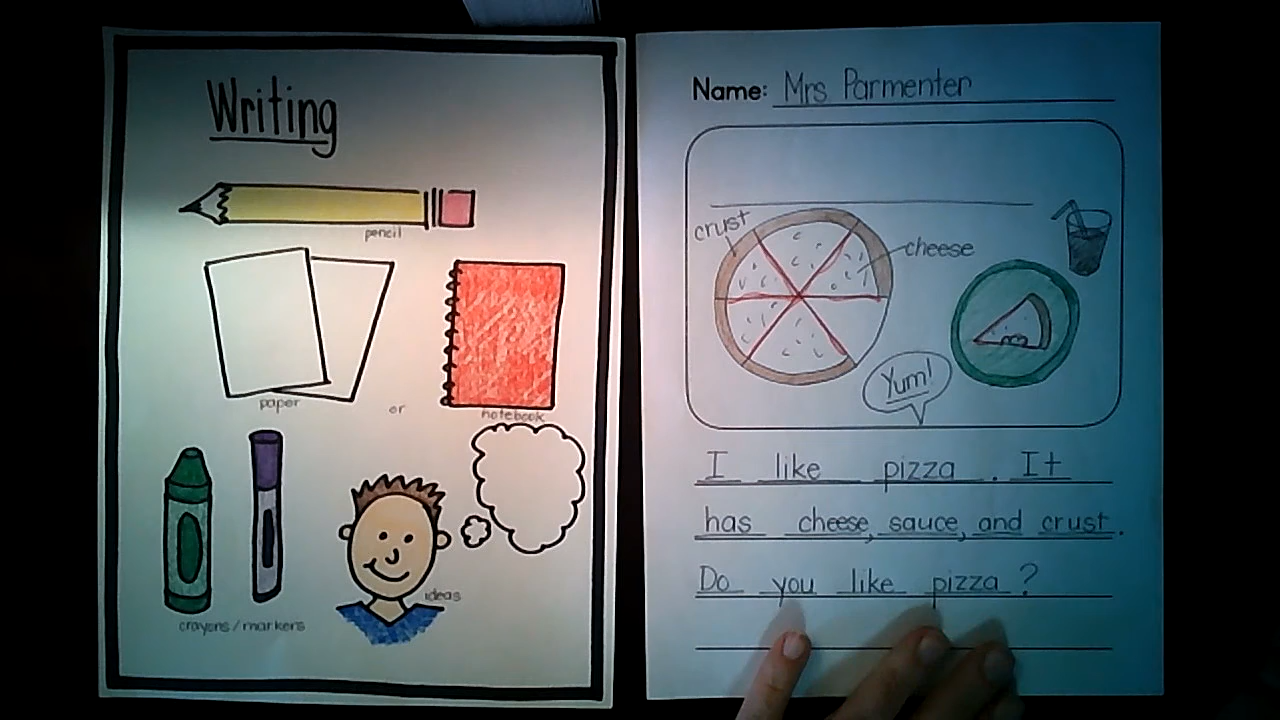 Writing
pencil
paper or notebook
crayons/markers
ideas
Name: Mrs Parmenter
crust
cheese
Yum!
I like pizza. It
has cheese, sauce, and crust.
Do you like pizza?